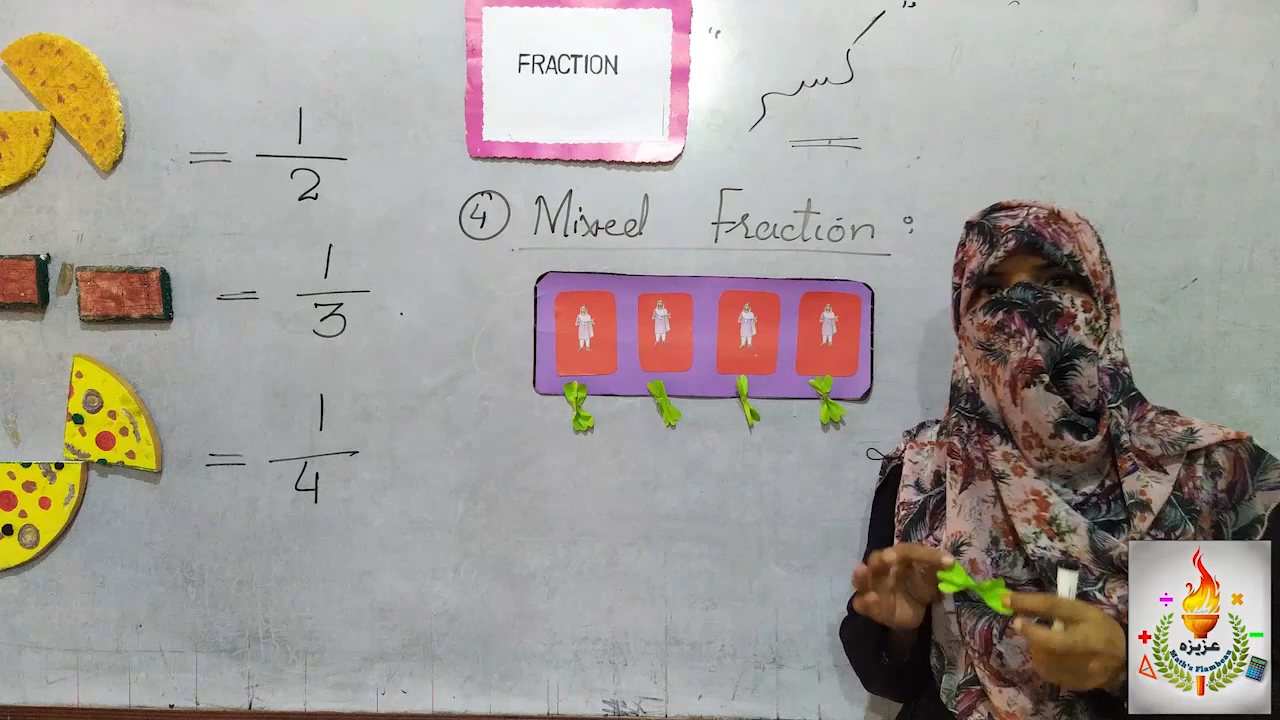 FRACTION
" کسر "
= 1/2
④ Mixed Fraction :
= 1/3 .
= 1/4
عزیزہ
Math's Flambeau